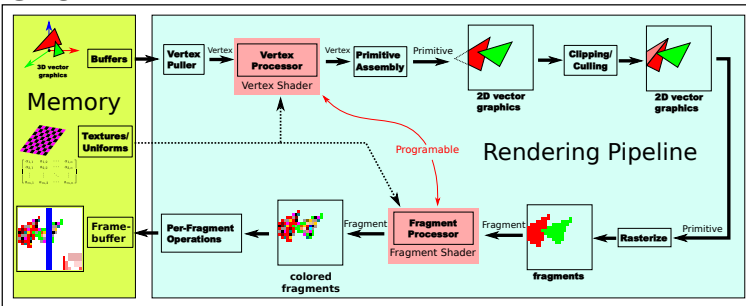 3D vector
graphics
Buffers
Memory
Textures/
Uniforms
Frame-
buffer
Vertex
Puller
Vertex
Vertex
Processor
Vertex Shader
Vertex
Primitive
Assembly
Primitive
2D vector
graphics
Clipping/
Culling
2D vector
graphics
Programable
Rendering Pipeline
Primitive
Rasterize
fragments
Fragment
Fragment
Processor
Fragment Shader
Fragment
colored
fragments
Per-Fragment
Operations